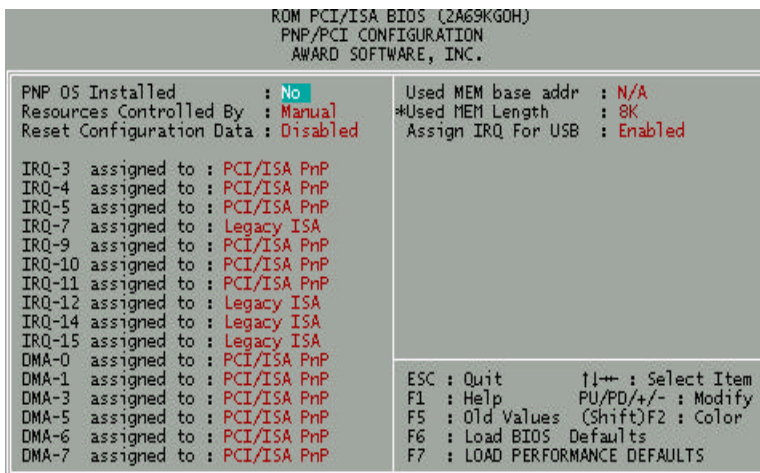 ROM PCI/ISA BIOS (2A69KGOH)
PNP/PCI CONFIGURATION
AWARD SOFTWARE, INC.
PNP OS Installed : No
Resources Controlled By : Manual
Reset Configuration Data : Disabled
IRQ-3 assigned to : PCI/ISA PnP
IRQ-4 assigned to : PCI/ISA PnP
IRQ-5 assigned to : PCI/ISA PnP
IRQ-7 assigned to : Legacy ISA
IRQ-9 assigned to : PCI/ISA PnP
IRQ-10 assigned to : PCI/ISA PnP
IRQ-11 assigned to : PCI/ISA PnP
IRQ-12 assigned to : Legacy ISA
IRQ-14 assigned to : Legacy ISA
IRQ-15 assigned to : Legacy ISA
DMA-0 assigned to : PCI/ISA PnP
DMA-1 assigned to : PCI/ISA PnP
DMA-3 assigned to : PCI/ISA PnP
DMA-5 assigned to : PCI/ISA PnP
DMA-6 assigned to : PCI/ISA PnP
DMA-7 assigned to : PCI/ISA PnP
Used MEM base addr : N/A
*Used MEM Length : 8K
Assign IRQ For USB : Enabled
ESC : Quit ↑↓→← : Select Item
F1 : Help PU/PD/+/- : Modify
F5 : Old Values (Shift)F2 : Color
F6 : Load BIOS Defaults
F7 : LOAD PERFORMANCE DEFAULTS